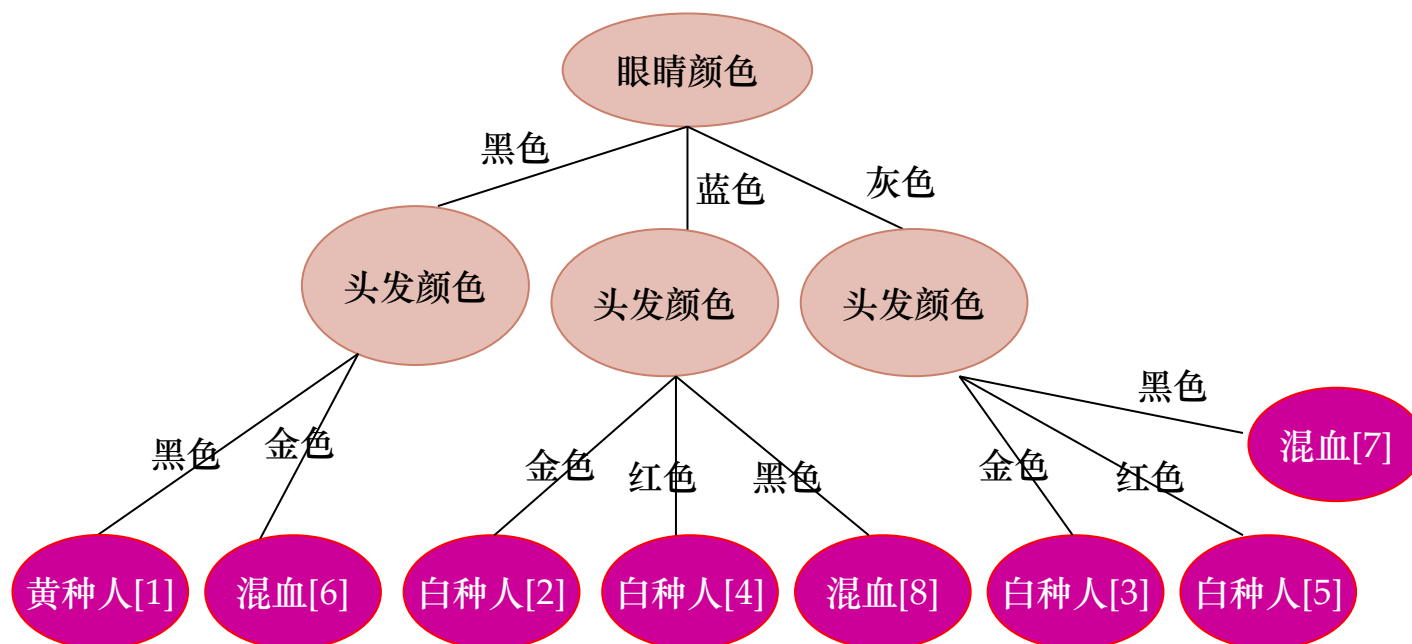 眼睛颜色
黑色
蓝色
灰色
头发颜色
头发颜色
头发颜色
黑色
金色
金色
红色
黑色
金色
红色
黑色
混血[7]
黄种人[1]
混血[6]
白种人[2]
白种人[4]
混血[8]
白种人[3]
白种人[5]